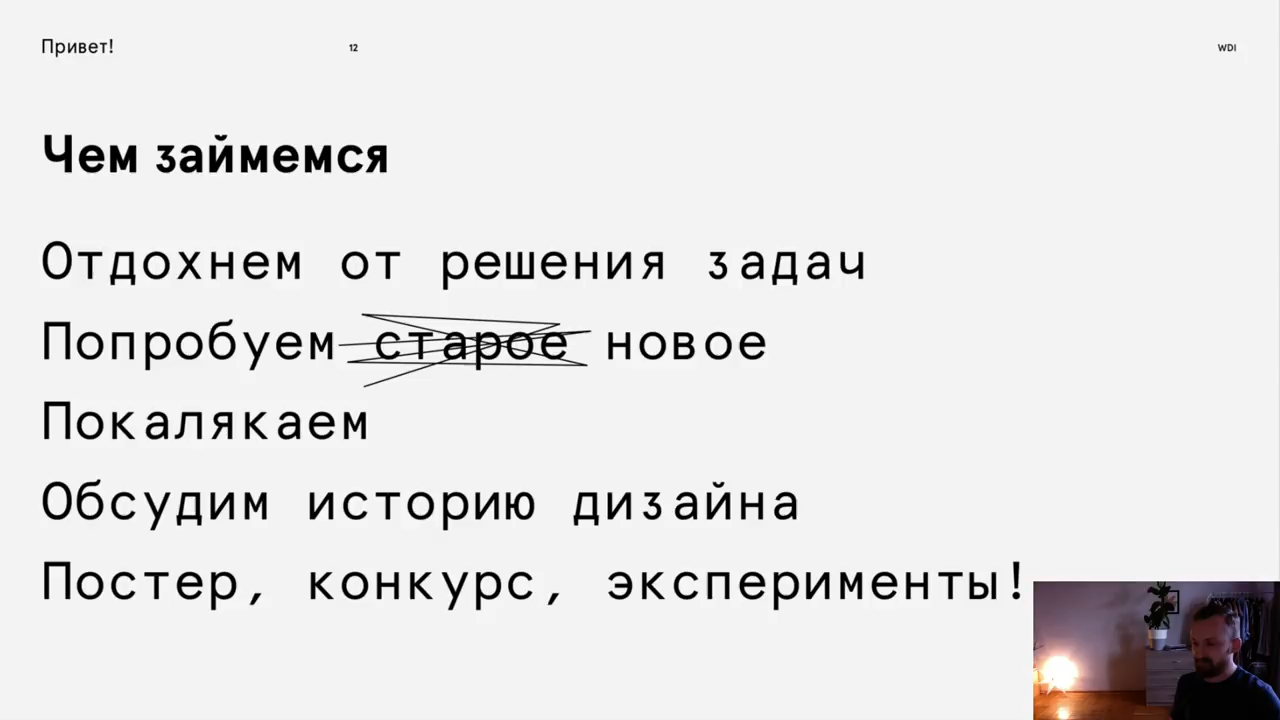 Привет!
12
WDI
Чем займемся
Отдохнем от решения задач
Попробуем старое новое
Покалякаем
Обсудим историю дизайна
Постер, конкурс, эксперименты!